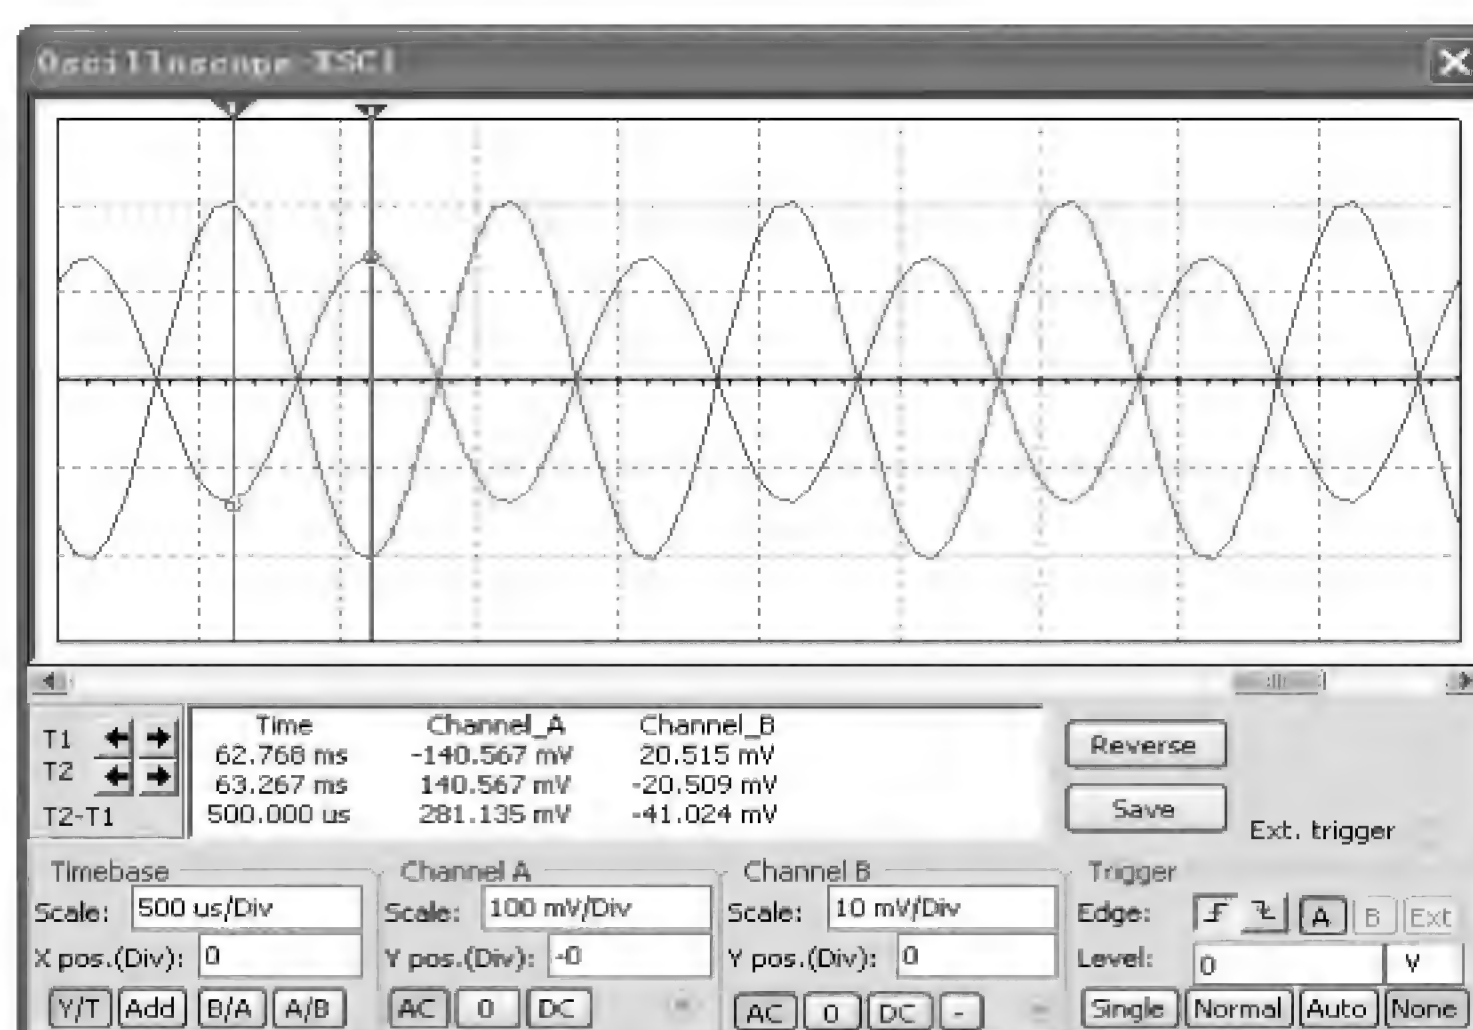 Oscilloscope-XSC1
Time Channel_A Channel_B
T1 62.768 ms -140.567 mV 20.515 mV
T2 63.267 ms 140.567 mV -20.509 mV
T2-T1 500.000 us 281.135 mV -41.024 mV
Reverse
Save
Ext. trigger
Timebase Channel A Channel B Trigger
Scale: 500 us/Div Scale: 100 mV/Div Scale: 10 mV/Div Edge: A B Ext
X pos.(Div): 0 Y pos.(Div): -0 Y pos.(Div): 0 Level: 0 V
Y/T Add B/A A/B AC 0 DC AC 0 DC - Single Normal Auto None